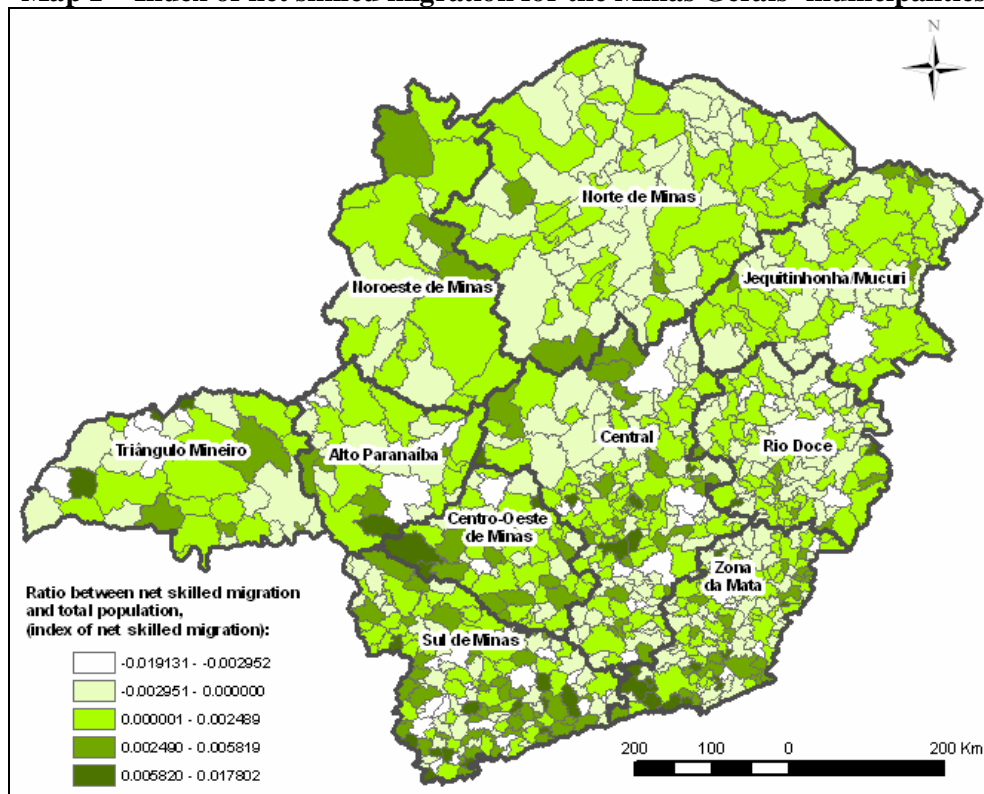 Map 1 – Index of net skilled migration for the Minas Gerais' municipalities
N
Norte de Minas
Jequitinhonha/Mucuri
Noroeste de Minas
Triângulo Mineiro
Alto Paranaíba
Central
Rio Doce
Centro-Oeste
de Minas
Zona
da Mata
Sul de Minas
Ratio between net skilled migration
and total population,
(index of net skilled migration):
-0.019131 - -0.002952
-0.002951 - 0.000000
0.000001 - 0.002489
0.002490 - 0.005819
0.005820 - 0.017802
200 100 0 200 Km